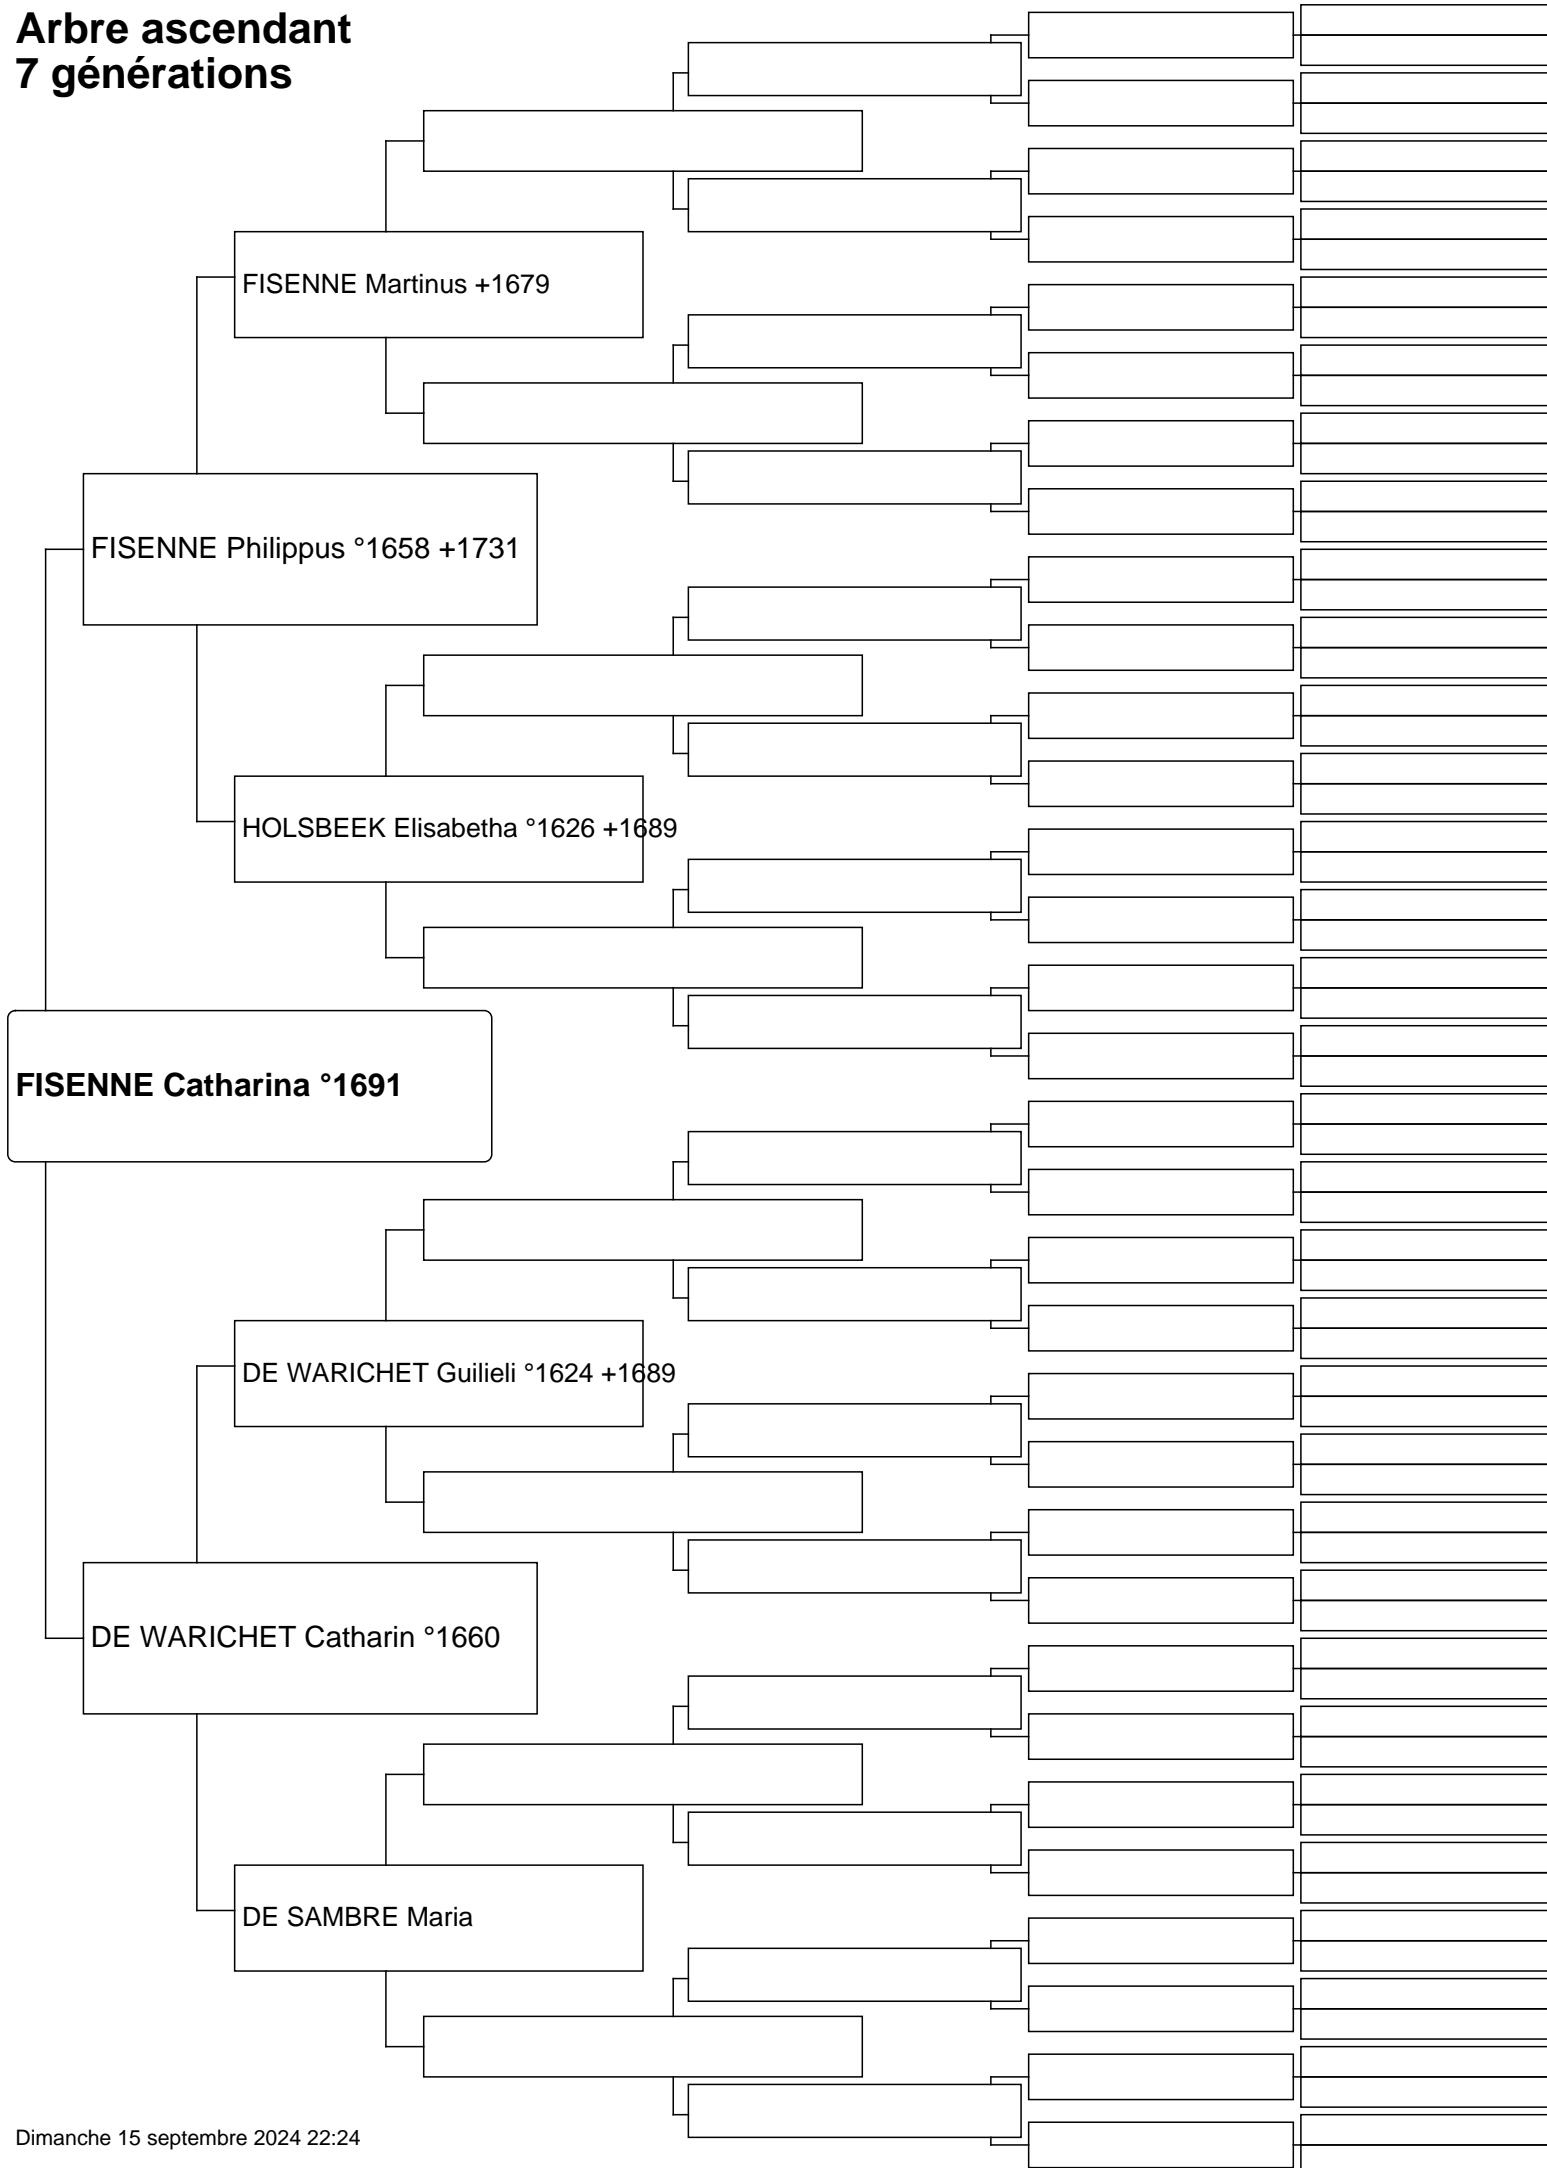 Arbre ascendant
7 générations
FISENNE Martinus +1679
FISENNE Philippus °1658 +1731
HOLSBEEK Elisabetha °1626 +1689
FISENNE Catharina °1691
DE WARICHET Guilieli °1624 +1689
DE WARICHET Catharin °1660
DE SAMBRE Maria
Dimanche 15 septembre 2024 22:24